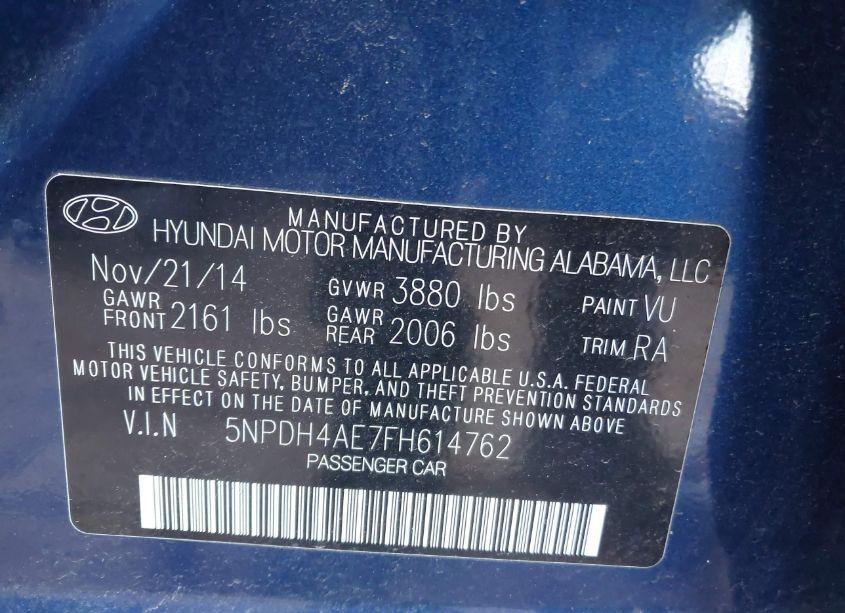 MANUFACTURED BY
HYUNDAI MOTOR MANUFACTURING ALABAMA, LLC
Nov/21/14 GVWR 3880 lbs PAINT VU
GAWR FRONT 2161 lbs GAWR REAR 2006 lbs TRIM RA
THIS VEHICLE CONFORMS TO ALL APPLICABLE U.S.A. FEDERAL
MOTOR VEHICLE SAFETY, BUMPER, AND THEFT PREVENTION STANDARDS
IN EFFECT ON THE DATE OF MANUFACTURE SHOWN ABOVE
V.I.N 5NPDH4AE7FH614762
PASSENGER CAR